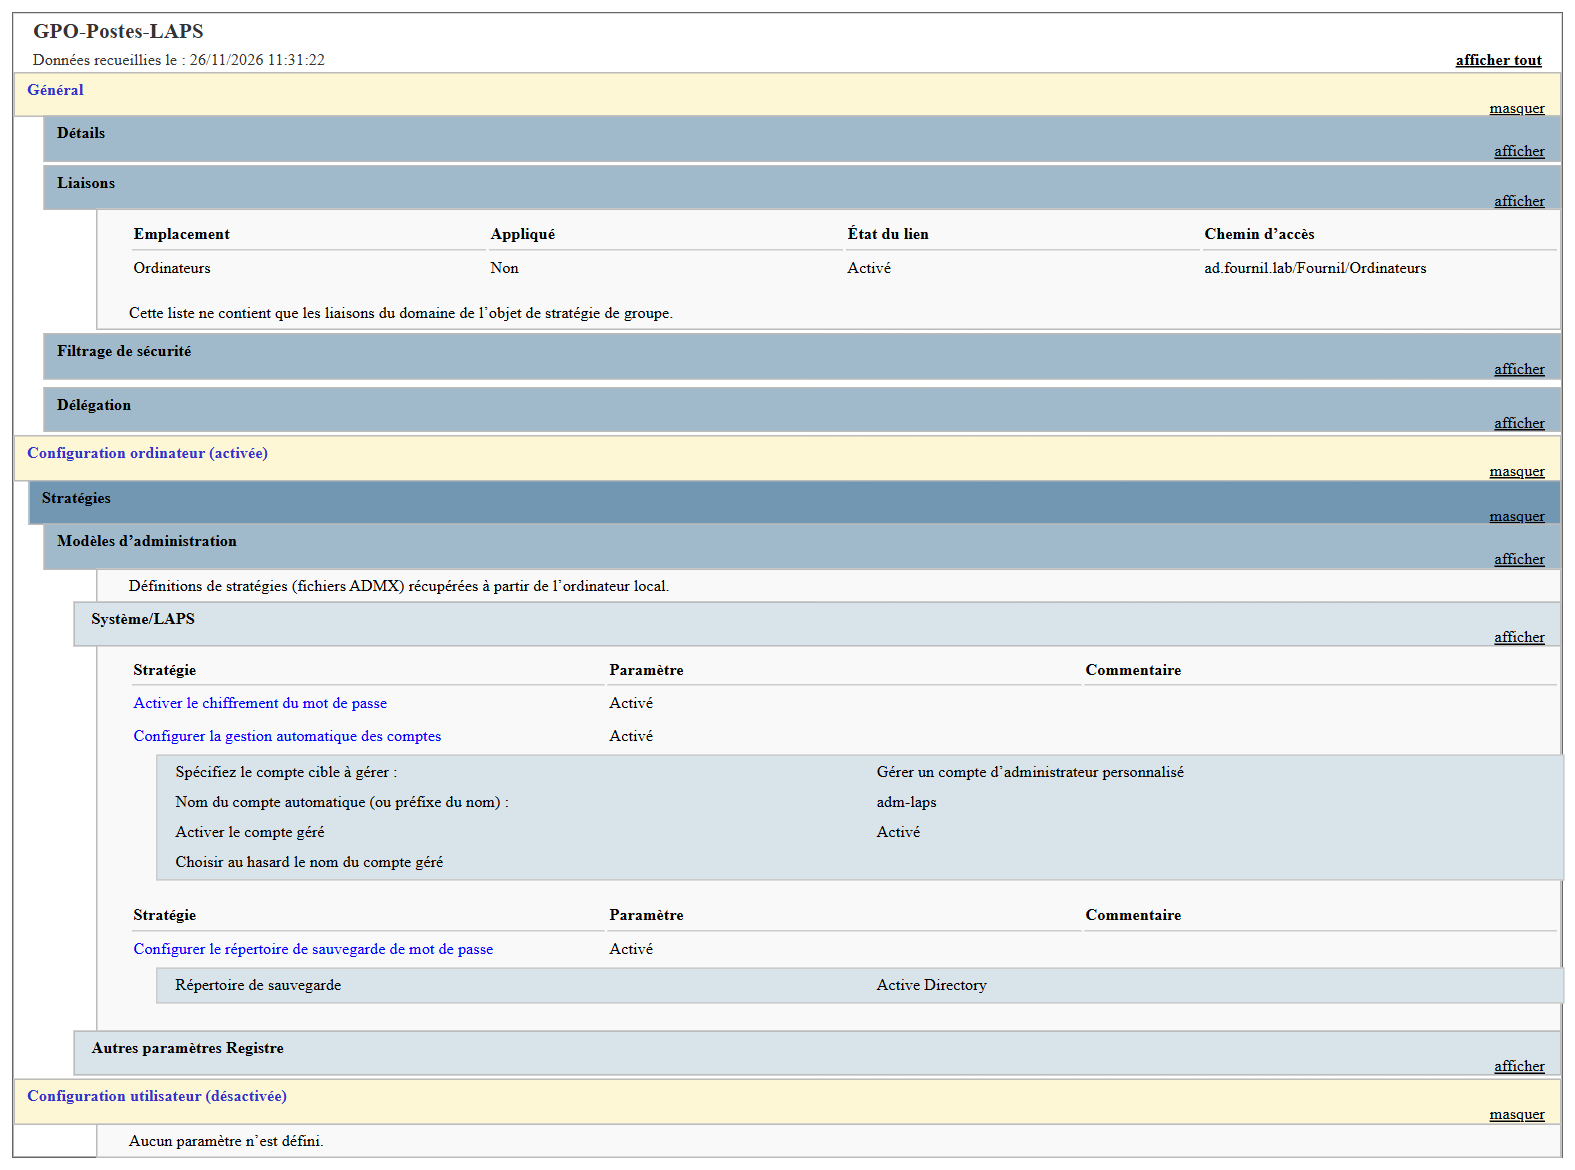 GPO-Postes-LAPS
Données recueillies le : 26/11/2026 11:31:22
afficher tout
Général
masquer
Détails
afficher
Liaisons
afficher
Emplacement Appliqué État du lien Chemin d’accès
Ordinateurs Non Activé ad.fournil.lab/Fournil/Ordinateurs
Cette liste ne contient que les liaisons du domaine de l’objet de stratégie de groupe.
Filtrage de sécurité
afficher
Délégation
afficher
Configuration ordinateur (activée)
masquer
Stratégies
masquer
Modèles d’administration
afficher
Définitions de stratégies (fichiers ADMX) récupérées à partir de l’ordinateur local.
Système/LAPS
afficher
Stratégie Paramètre Commentaire
Activer le chiffrement du mot de passe Activé
Configurer la gestion automatique des comptes Activé
Spécifiez le compte cible à gérer : Gérer un compte d’administrateur personnalisé
Nom du compte automatique (ou préfixe du nom) : adm-laps
Activer le compte géré Activé
Choisir au hasard le nom du compte géré
Stratégie Paramètre Commentaire
Configurer le répertoire de sauvegarde de mot de passe Activé
Répertoire de sauvegarde Active Directory
Autres paramètres Registre
afficher
Configuration utilisateur (désactivée)
masquer
Aucun paramètre n’est défini.